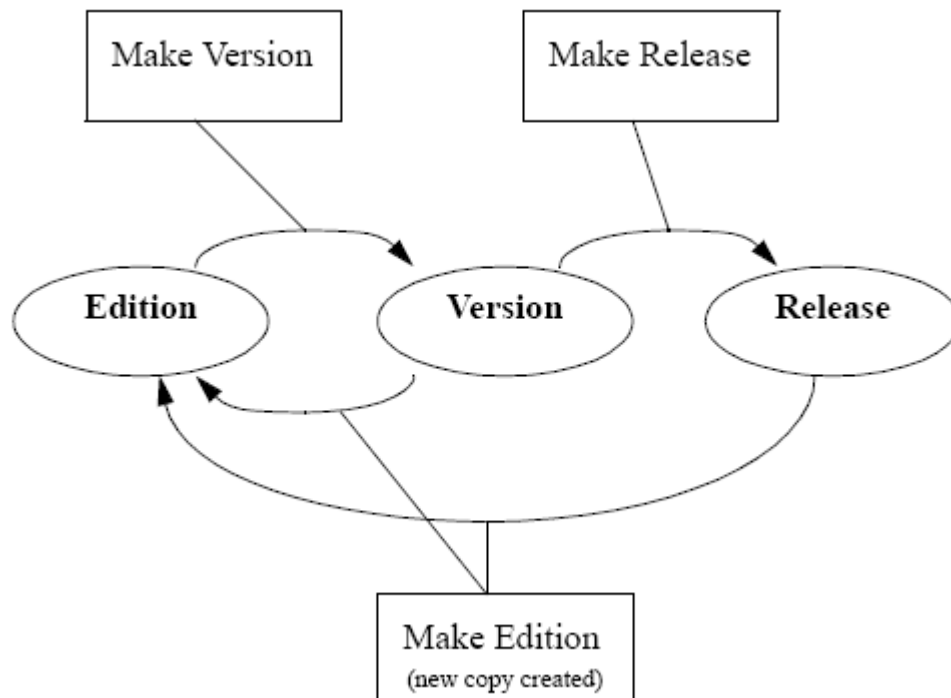 Make Version
Make Release
Edition
Version
Release
Make Edition
(new copy created)